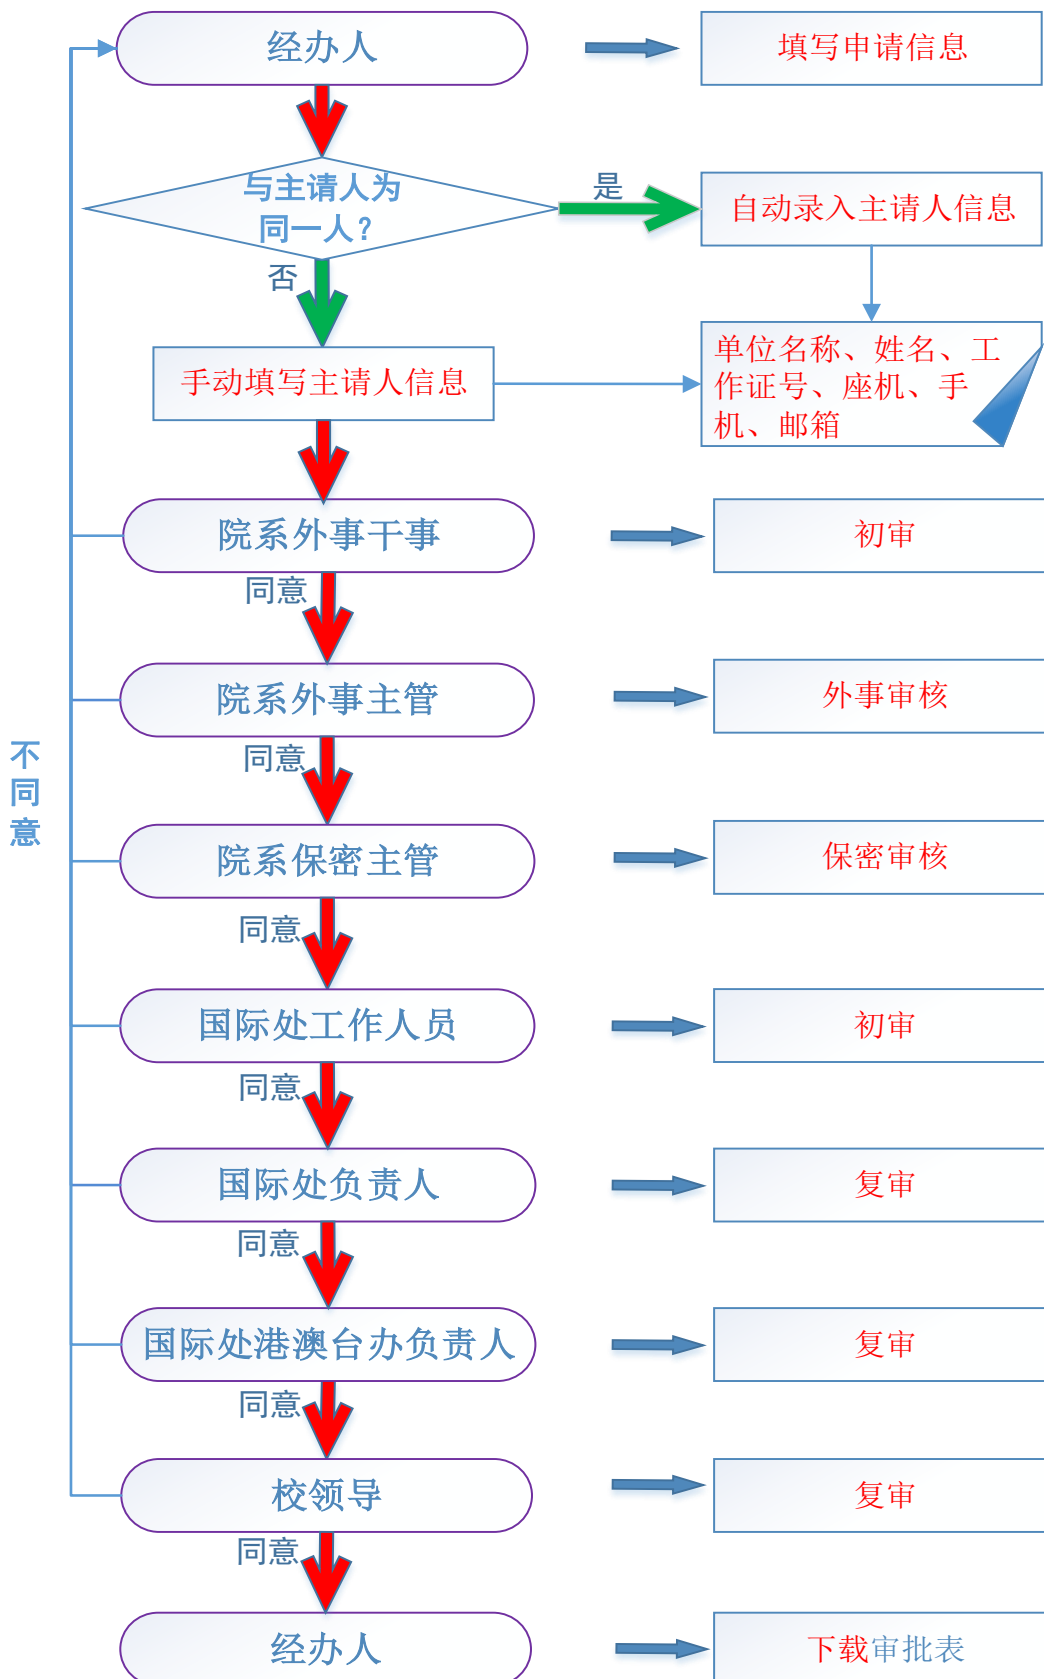 经办人
填写申请信息
与主请人为
同一人？
是
自动录入主请人信息
否
手动填写主请人信息
单位名称、姓名、工
作证号、座机、手
机、邮箱
院系外事干事
初审
同意
院系外事主管
外事审核
不同意
同意
院系保密主管
保密审核
同意
国际处工作人员
初审
同意
国际处负责人
复审
同意
国际处港澳台办负责人
复审
同意
校领导
复审
同意
经办人
下载审批表